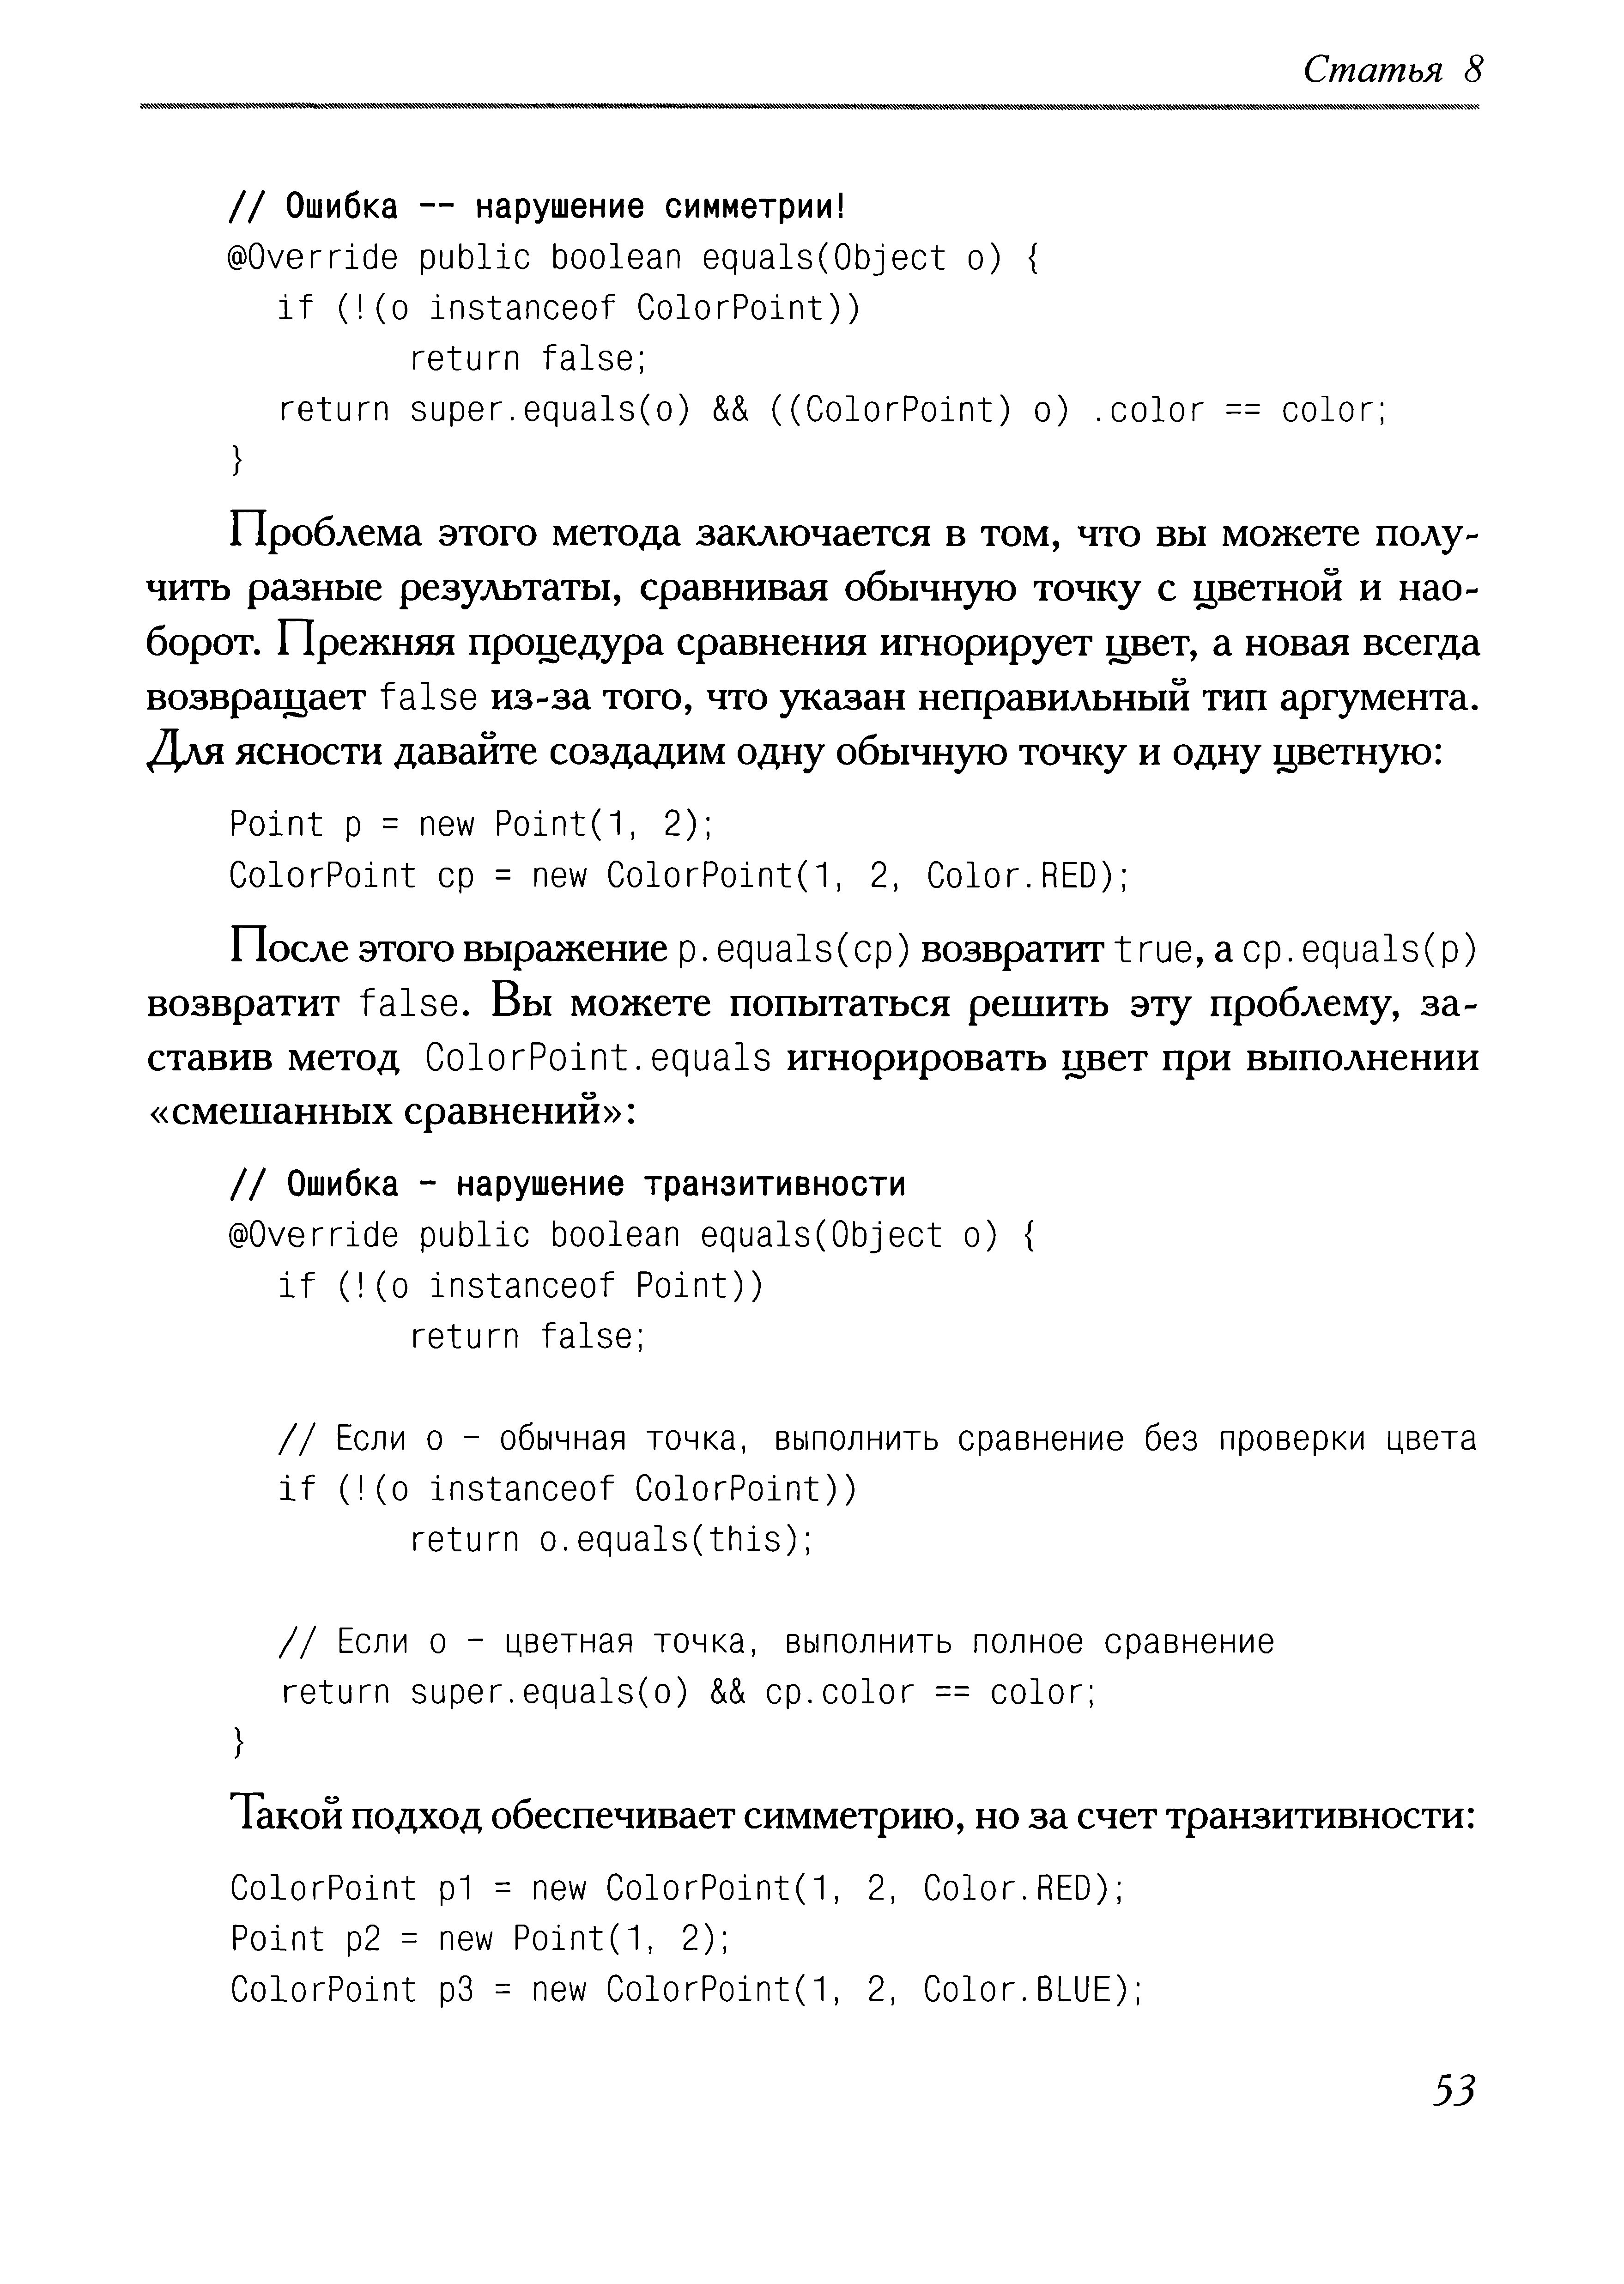 Статья 8
// Ошибка -- нарушение симметрии!
@Override public boolean equals(Object o) {
if (!(o instanceof ColorPoint))
return false;
return super.equals(o) && ((ColorPoint) o) .color == color;
}
Проблема этого метода заключается в том, что вы можете полу-
чить разные результаты, сравнивая обычную точку с цветной и нао-
борот. Прежняя процедура сравнения игнорирует цвет, а новая всегда
возвращает false из-за того, что указан неправильный тип аргумента.
Для ясности давайте создадим одну обычную точку и одну цветную:
Point p = new Point(1, 2);
ColorPoint cp = new ColorPoint(1, 2, Color.RED);
После этого выражение p.equals(cp) возвратит true, а cp.equals(p)
возвратит false. Вы можете попытаться решить эту проблему, за-
ставив метод ColorPoint.equals игнорировать цвет при выполнении
«смешанных сравнений»:
// Ошибка - нарушение транзитивности
@Override public boolean equals(Object o) {
if (!(o instanceof Point))
return false;
// Если о - обычная точка, выполнить сравнение без проверки цвета
if (!(o instanceof ColorPoint))
return o.equals(this);
// Если о - цветная точка, выполнить полное сравнение
return super.equals(o) && cp.color == color;
}
Такой подход обеспечивает симметрию, но за счет транзитивности:
ColorPoint p1 = new ColorPoint(1, 2, Color.RED);
Point p2 = new Point(1, 2);
ColorPoint p3 = new ColorPoint(1, 2, Color.BLUE);
53